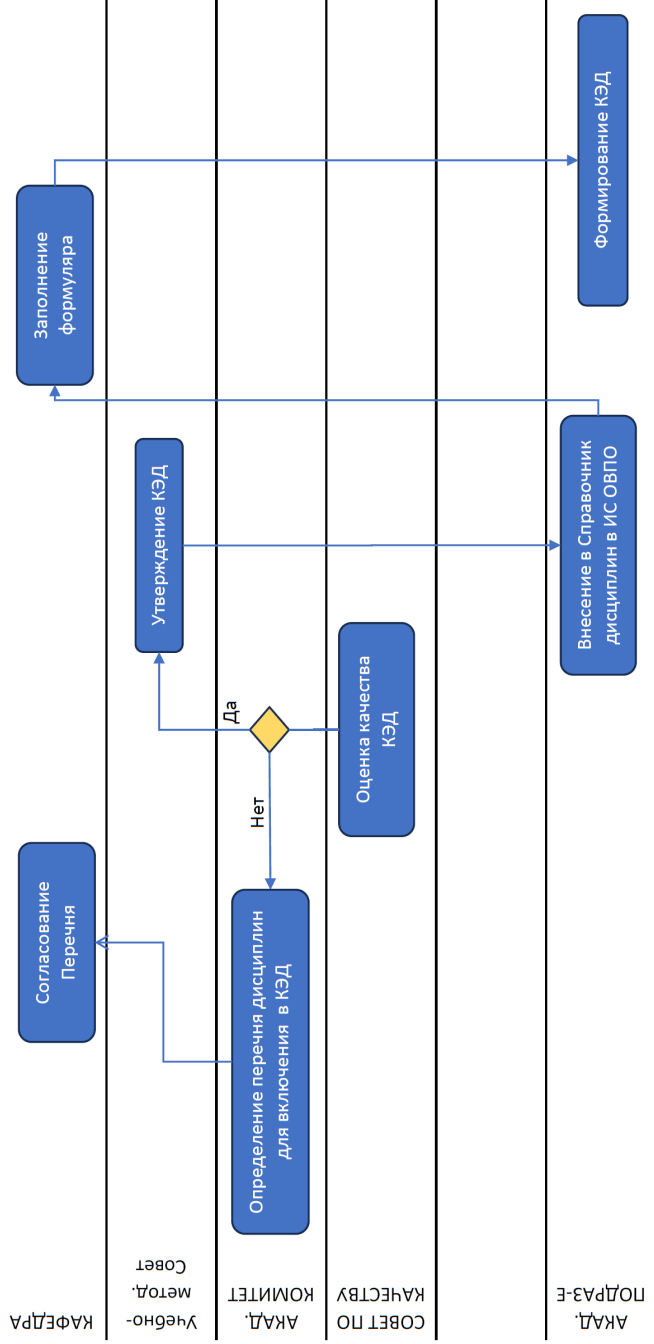 КАФЕДРА
Учебно-
метод.
Совет
АКАД.
КОМИТЕТ
СОВЕТ ПО
КАЧЕСТВУ
АКАД.
ПОДРАЗ-Е
Согласование
Перечня
Определение перечня дисциплин
для включения в КЭД
Нет
Да
Оценка качества
КЭД
Утверждение КЭД
Внесение в Справочник
дисциплин в ИС ОВПО
Заполнение
формуляра
Формирование КЭД